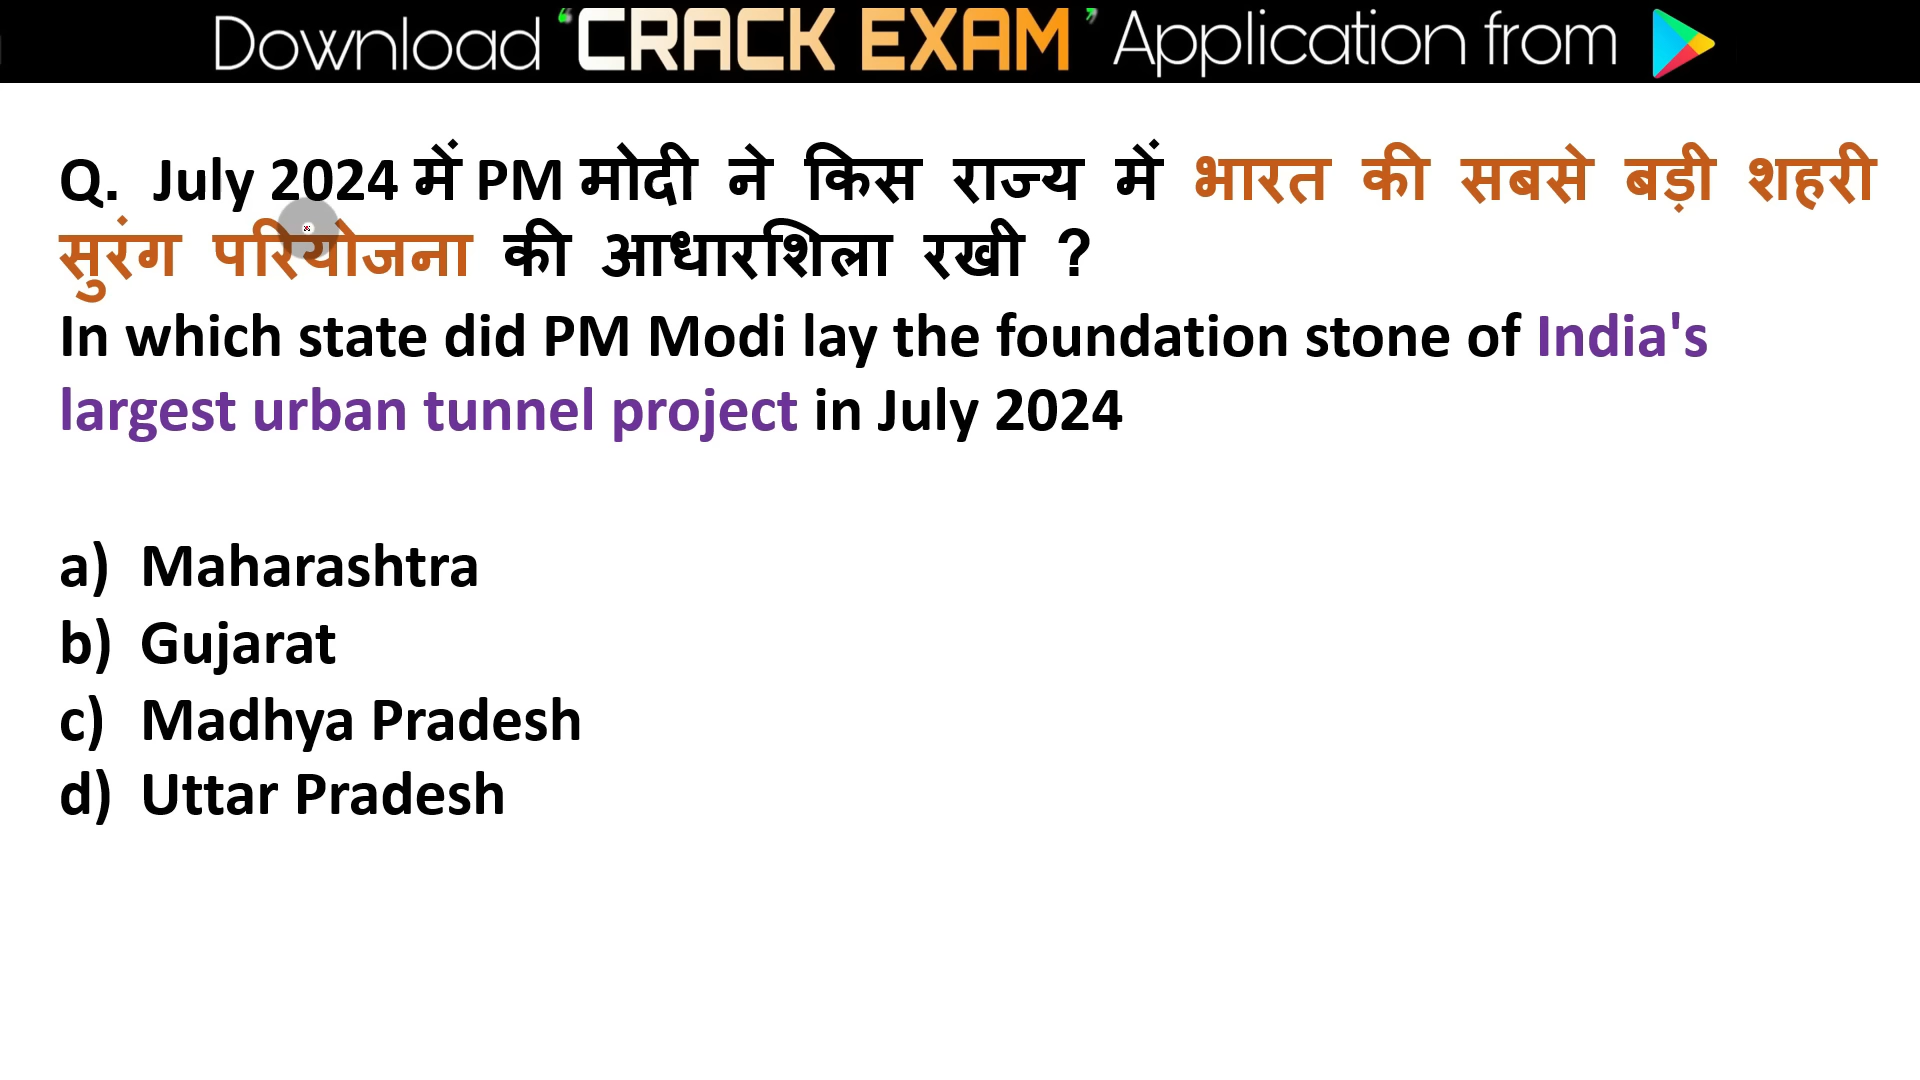 Download ‘CRACK EXAM’ Application from
Q. July 2024 में PM मोदी ने किस राज्य में भारत की सबसे बड़ी शहरी
सुरंग परियोजना की आधारशिला रखी ?
In which state did PM Modi lay the foundation stone of India's
largest urban tunnel project in July 2024
a) Maharashtra
b) Gujarat
c) Madhya Pradesh
d) Uttar Pradesh